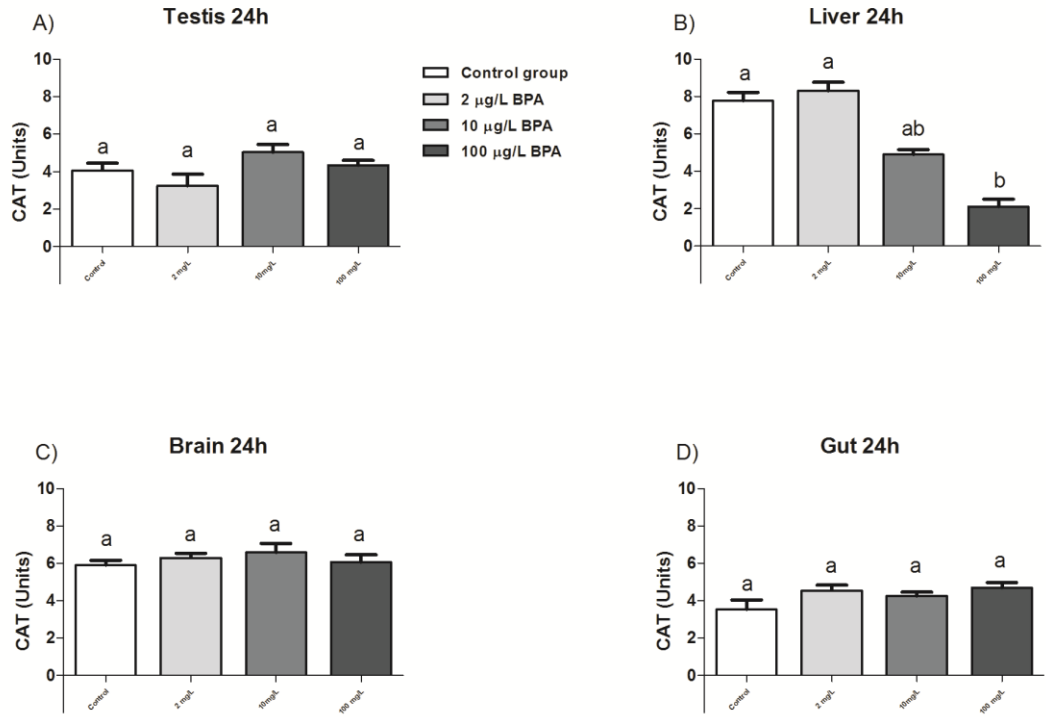 A)
Testis 24h
CAT (Units)
10
8
6
4
2
0
a
a
a
a
Control
2 mg/L
10mg/L
100 mg/L
Control group
2 µg/L BPA
10 µg/L BPA
100 µg/L BPA
B)
Liver 24h
CAT (Units)
10
8
6
4
2
0
a
a
ab
b
Control
2 mg/L
10mg/L
100 mg/L
C)
Brain 24h
CAT (Units)
10
8
6
4
2
0
a
a
a
a
Control
2 mg/L
10mg/L
100 mg/L
D)
Gut 24h
CAT (Units)
10
8
6
4
2
0
a
a
a
a
Control
2 mg/L
10mg/L
100 mg/L